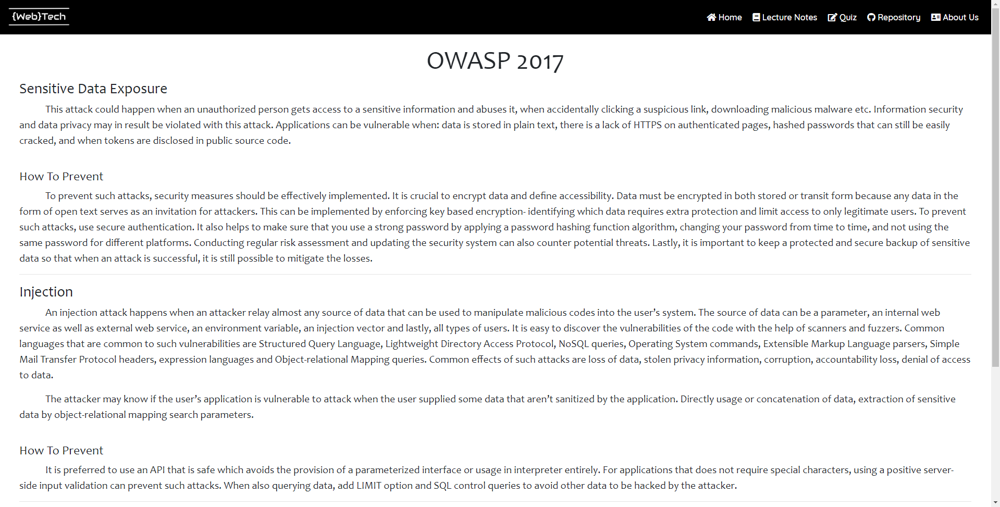 {Web}Tech
Home
Lecture Notes
Quiz
Repository
About Us
OWASP 2017
Sensitive Data Exposure
This attack could happen when an unauthorized person gets access to a sensitive information and abuses it, when accidentally clicking a suspicious link, downloading malicious malware etc. Information security
and data privacy may in result be violated with this attack. Applications can be vulnerable when: data is stored in plain text, there is a lack of HTTPS on authenticated pages, hashed passwords that can still be easily
cracked, and when tokens are disclosed in public source code.
How To Prevent
To prevent such attacks, security measures should be effectively implemented. It is crucial to encrypt data and define accessibility. Data must be encrypted in both stored or transit form because any data in the
form of open text serves as an invitation for attackers. This can be implemented by enforcing key based encryption- identifying which data requires extra protection and limit access to only legitimate users. To prevent
such attacks, use secure authentication. It also helps to make sure that you use a strong password by applying a password hashing function algorithm, changing your password from time to time, and not using the
same password for different platforms. Conducting regular risk assessment and updating the security system can also counter potential threats. Lastly, it is important to keep a protected and secure backup of sensitive
data so that when an attack is successful, it is still possible to mitigate the losses.
Injection
An injection attack happens when an attacker relay almost any source of data that can be used to manipulate malicious codes into the user’s system. The source of data can be a parameter, an internal web
service as well as external web service, an environment variable, an injection vector and lastly, all types of users. It is easy to discover the vulnerabilities of the code with the help of scanners and fuzzers. Common
languages that are common to such vulnerabilities are Structured Query Language, Lightweight Directory Access Protocol, NoSQL queries, Operating System commands, Extensible Markup Language parsers, Simple
Mail Transfer Protocol headers, expression languages and Object-relational Mapping queries. Common effects of such attacks are loss of data, stolen privacy information, corruption, accountability loss, denial of access
to data.
The attacker may know if the user’s application is vulnerable to attack when the user supplied some data that aren’t sanitized by the application. Directly usage or concatenation of data, extraction of sensitive
data by object-relational mapping search parameters.
How To Prevent
It is preferred to use an API that is safe which avoids the provision of a parameterized interface or usage in interpreter entirely. For applications that does not require special characters, using a positive server-
side input validation can prevent such attacks. When also querying data, add LIMIT option and SQL control queries to avoid other data to be hacked by the attacker.